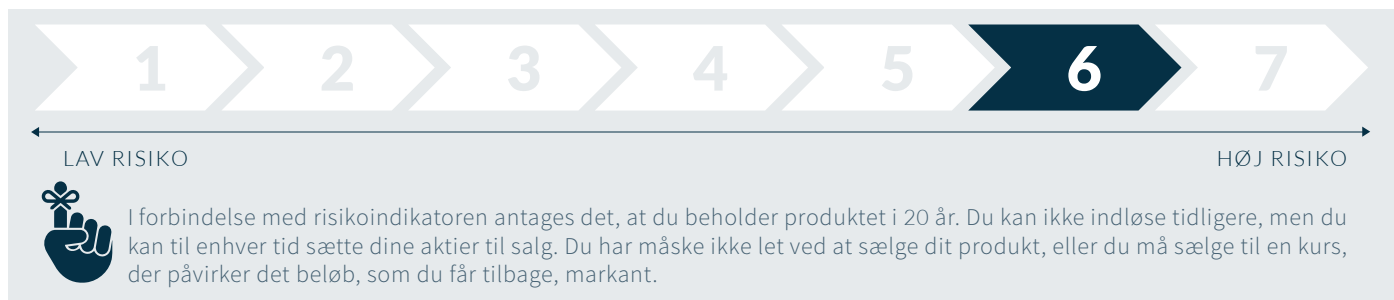 1 2 3 4 5 6 7
LAV RISIKO HØJ RISIKO
I forbindelse med risikoindikatoren antages det, at du beholder produktet i 20 år. Du kan ikke indløse tidligere, men du
kan til enhver tid sætte dine aktier til salg. Du har måske ikke let ved at sælge dit produkt, eller du må sælge til en kurs,
der påvirker det beløb, som du får tilbage, markant.